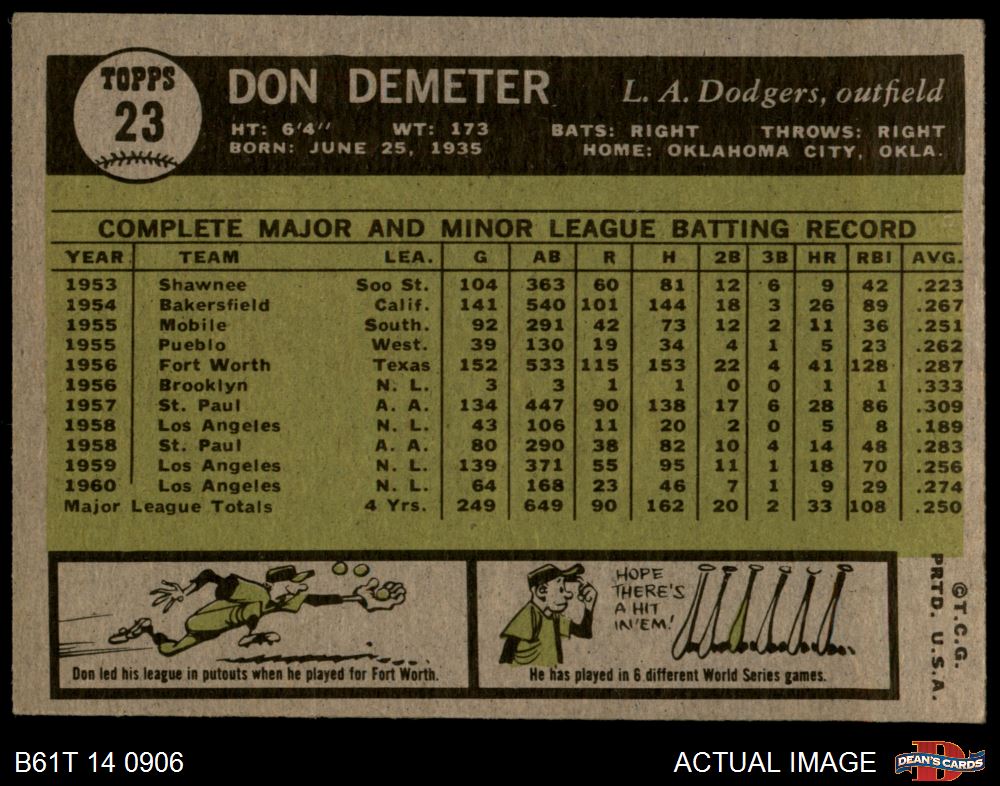 TOPPS
23
DON DEMETER L. A. Dodgers, outfield
HT: 6'4" WT: 173 BATS: RIGHT THROWS: RIGHT
BORN: JUNE 25, 1935 HOME: OKLAHOMA CITY, OKLA.
COMPLETE MAJOR AND MINOR LEAGUE BATTING RECORD
YEAR TEAM LEA. G AB R H 2B 3B HR RBI AVG.
1953 Shawnee Soo St. 104 363 60 81 12 6 9 42 .223
1954 Bakersfield Calif. 141 540 101 144 18 3 26 89 .267
1955 Mobile South. 92 291 42 73 12 2 11 36 .251
1955 Pueblo West. 39 130 19 34 4 1 5 23 .262
1956 Fort Worth Texas 152 533 115 153 22 4 41 128 .287
1956 Brooklyn N. L. 3 3 1 1 0 0 1 1 .333
1957 St. Paul A. A. 134 447 90 138 17 6 28 86 .309
1958 Los Angeles N. L. 43 106 11 20 2 0 5 8 .189
1958 St. Paul A. A. 80 290 38 82 10 4 14 48 .283
1959 Los Angeles N. L. 139 371 55 95 11 1 18 70 .256
1960 Los Angeles N. L. 64 168 23 46 7 1 9 29 .274
Major League Totals 4 Yrs. 249 649 90 162 20 2 33 108 .250
Don led his league in putouts when he played for Fort Worth.
HOPE
THERE'S
A HIT
IN 'EM!
He has played in 6 different World Series games.
©T.C.G.
PRTD. U.S.A.
B61T 14 0906 ACTUAL IMAGE
D
DEAN'S CARDS